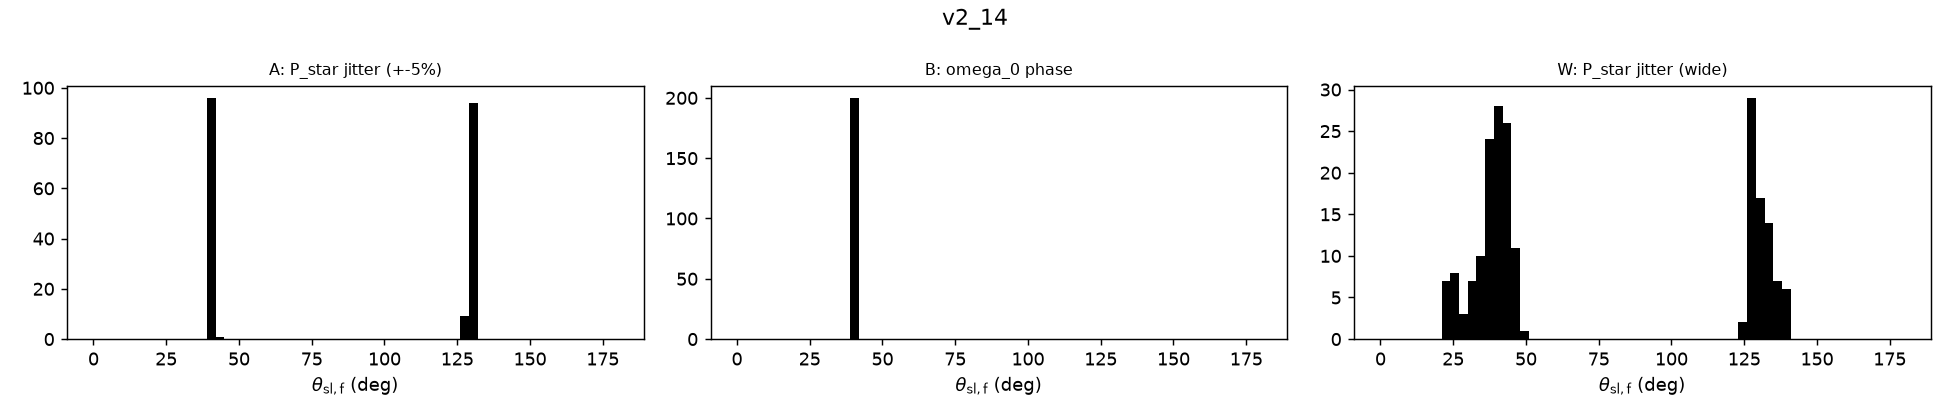 v2_14
A: P_star jitter (+-5%)
100
80
60
40
20
0
0 25 50 75 100 125 150 175
θsl, f (deg)
B: omega_0 phase
200
150
100
50
0
0 25 50 75 100 125 150 175
θsl, f (deg)
W: P_star jitter (wide)
30
25
20
15
10
5
0
0 25 50 75 100 125 150 175
θsl, f (deg)